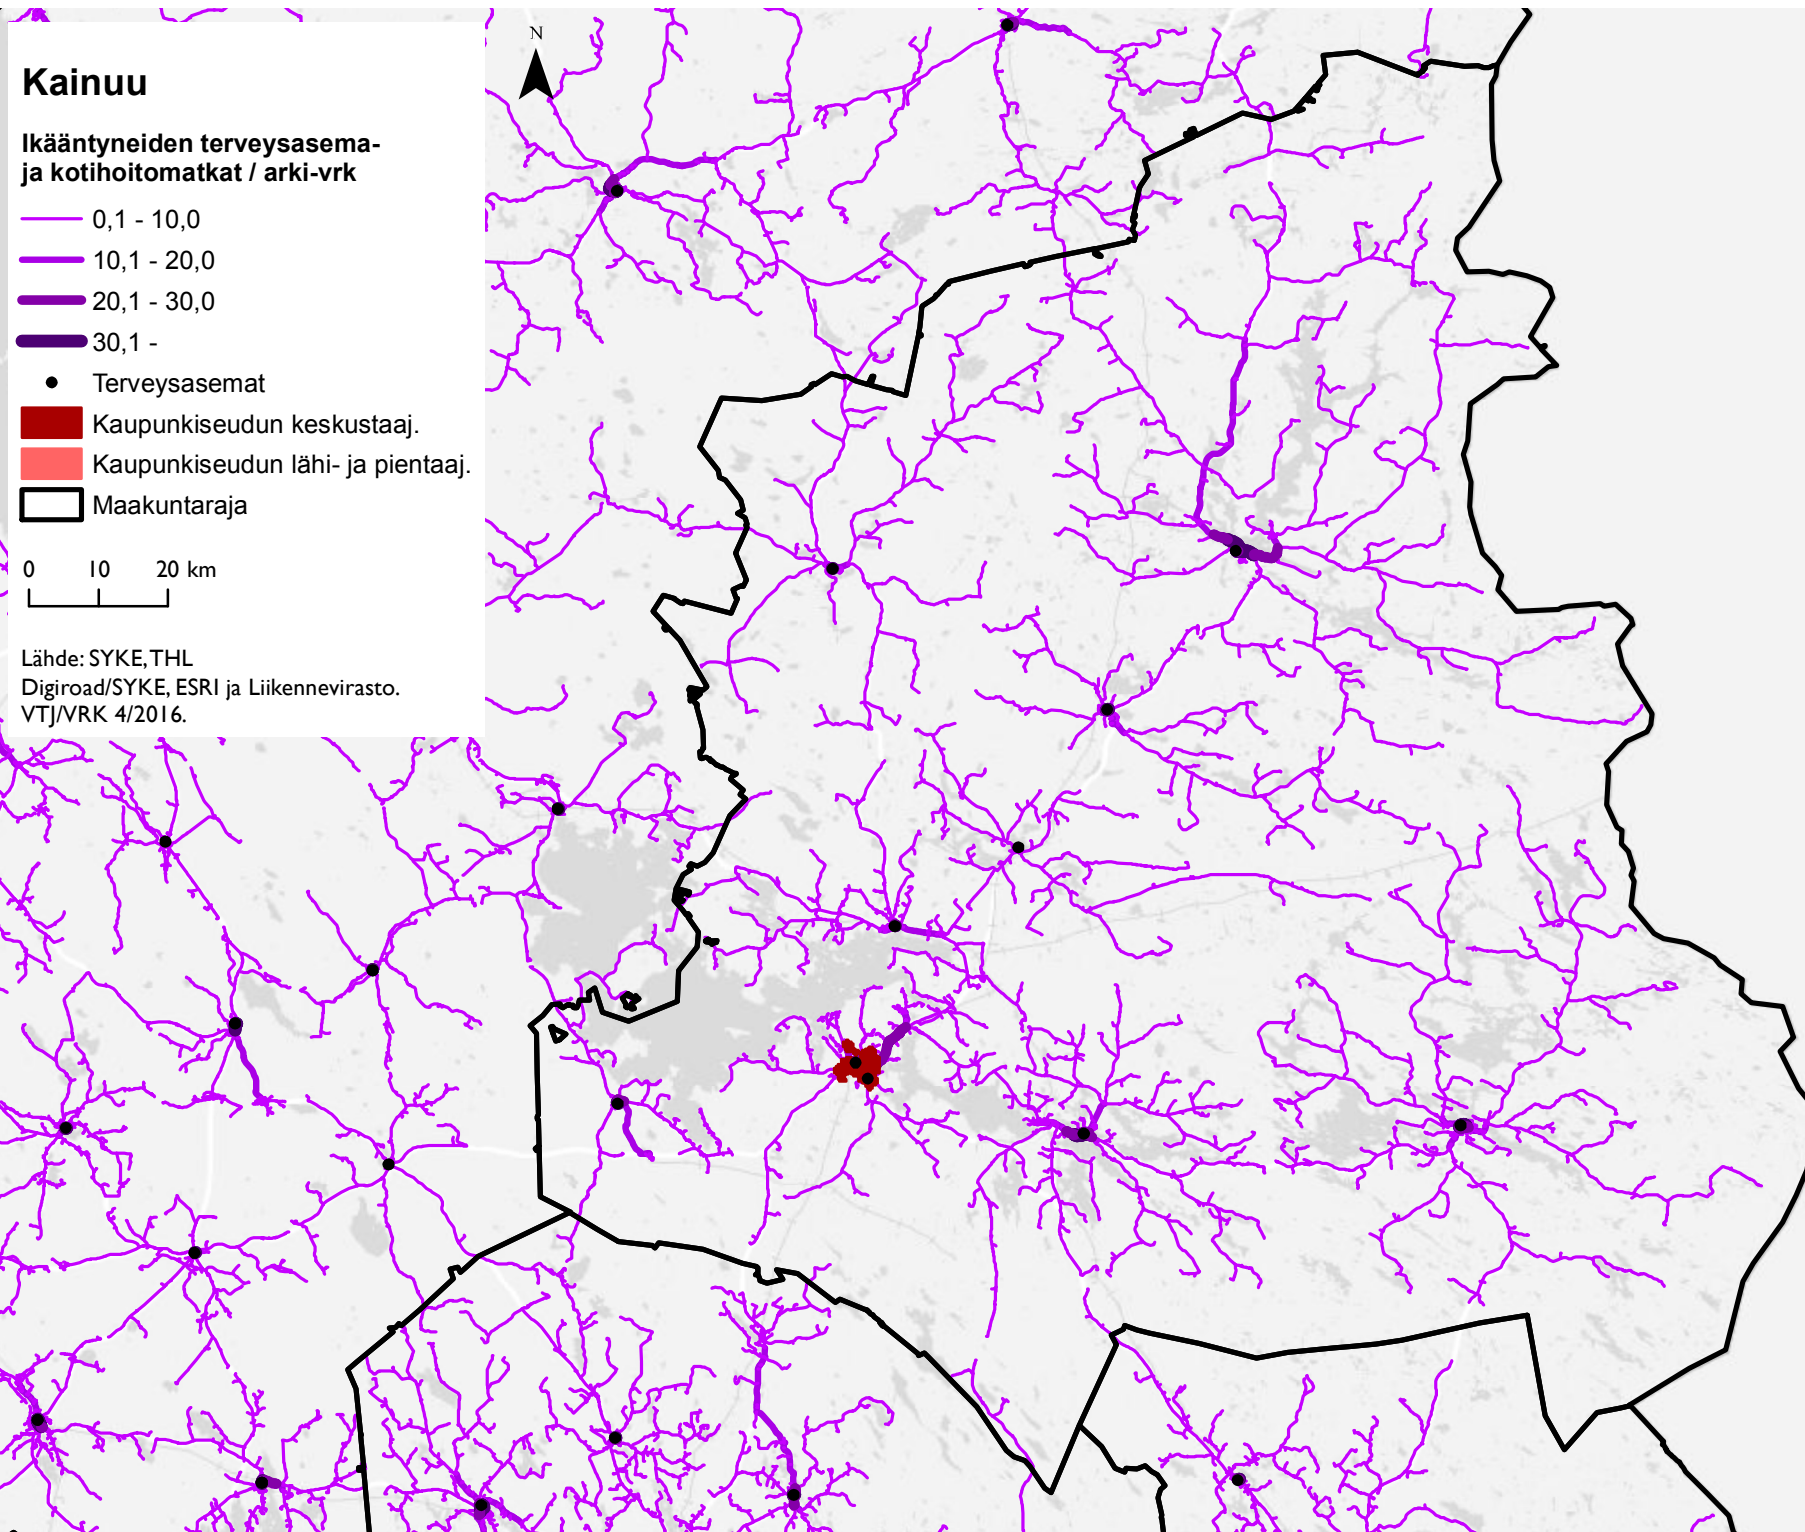 N
Kainuu
Ikääntyneiden terveysasema-
ja kotihoitomatkat / arki-vrk
0,1 - 10,0
10,1 - 20,0
20,1 - 30,0
30,1 -
Terveysasemat
Kaupunkiseudun keskustaaj.
Kaupunkiseudun lähi- ja pientaaj.
Maakuntaraja
0 10 20 km
Lähde: SYKE, THL
Digiroad/SYKE, ESRI ja Liikennevirasto.
VTJ/VRK 4/2016.